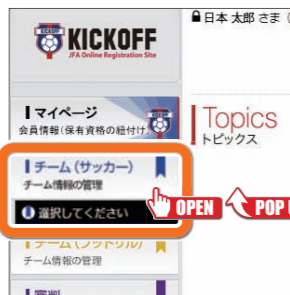 日本 太郎 さま（
KICKOFF
JFA Online Registration Site
マイページ
会員情報(保有資格の紐付け)
Topics
トピックス
チーム（サッカー）
チーム情報の管理
選択してください
OPEN
POP
チーム（フットサル）
チーム情報の管理
審判